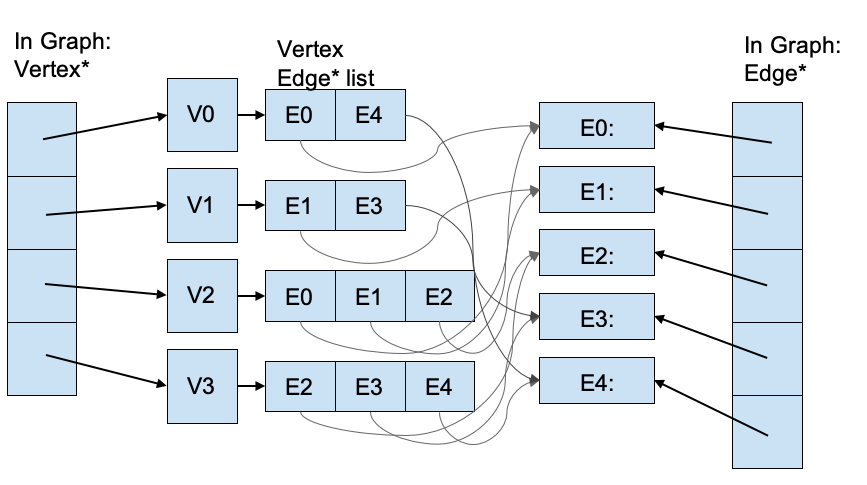 In Graph:
Vertex*
Vertex
Edge* list
In Graph:
Edge*
V0
E0 E4
E0:
V1
E1 E3
E1:
V2
E0 E1 E2
E2:
E3:
V3
E2 E3 E4
E4: